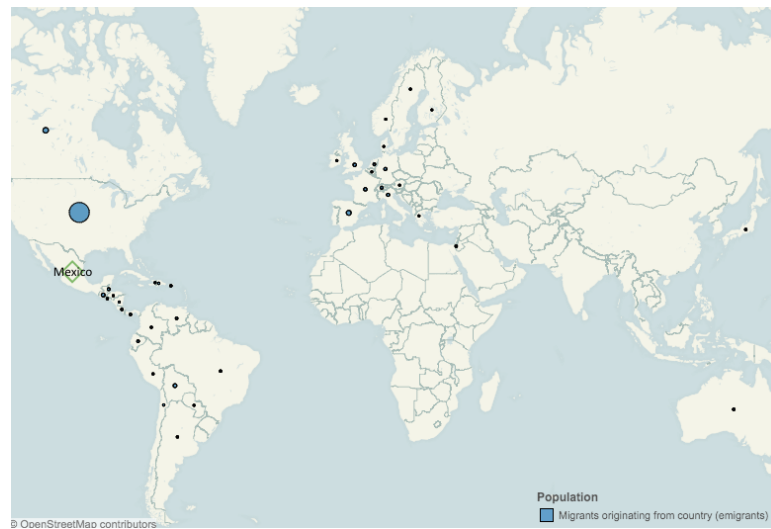 Mexico
Population
Migrants originating from country (emigrants)
© OpenStreetMap contributors